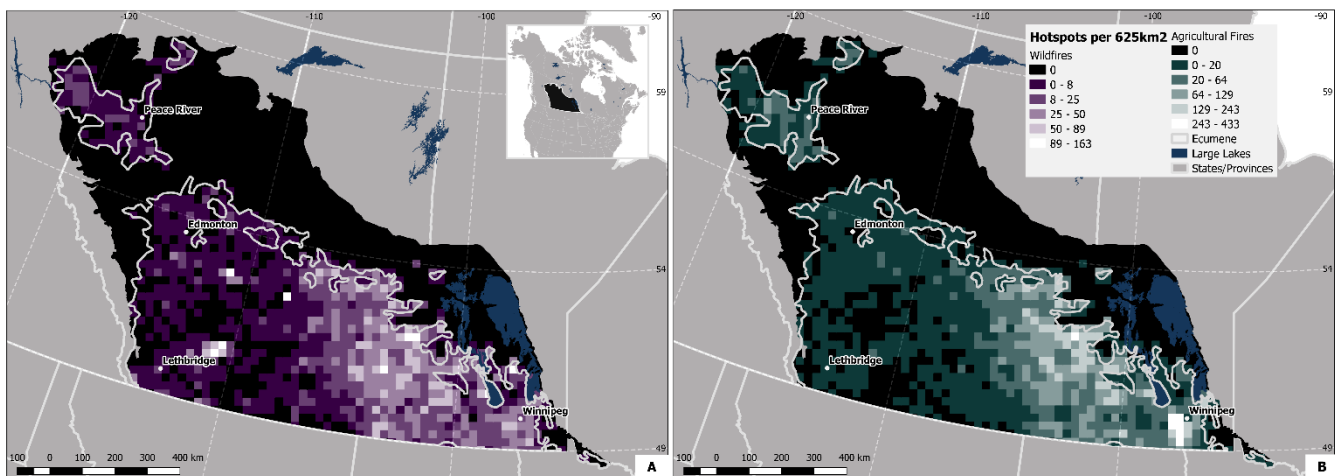 -120
-110
-100
-90
59
Peace River
Edmonton
54
Lethbridge
Winnipeg
49
100 0 100 200 300 400 km
A
-120
-110
-100
-90
Hotspots per 625km2
Wildfires
0
0 - 8
8 - 25
25 - 50
50 - 89
89 - 163
Agricultural Fires
0
0 - 20
20 - 64
64 - 129
129 - 243
243 - 433
Ecumene
Large Lakes
States/Provinces
59
Peace River
Edmonton
54
Lethbridge
Winnipeg
49
100 0 100 200 300 400 km
B